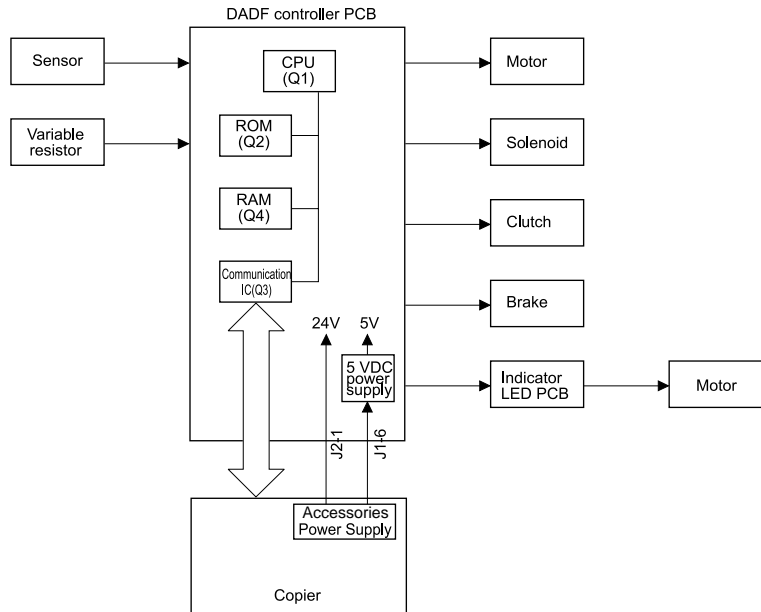 DADF controller PCB
Sensor
CPU
(Q1)
Motor
Variable
resistor
ROM
(Q2)
Solenoid
RAM
(Q4)
Clutch
Communication
IC(Q3)
24V
5V
Brake
5 VDC
power
supply
Indicator
LED PCB
Motor
J2-1
J1-6
Accessories
Power Supply
Copier